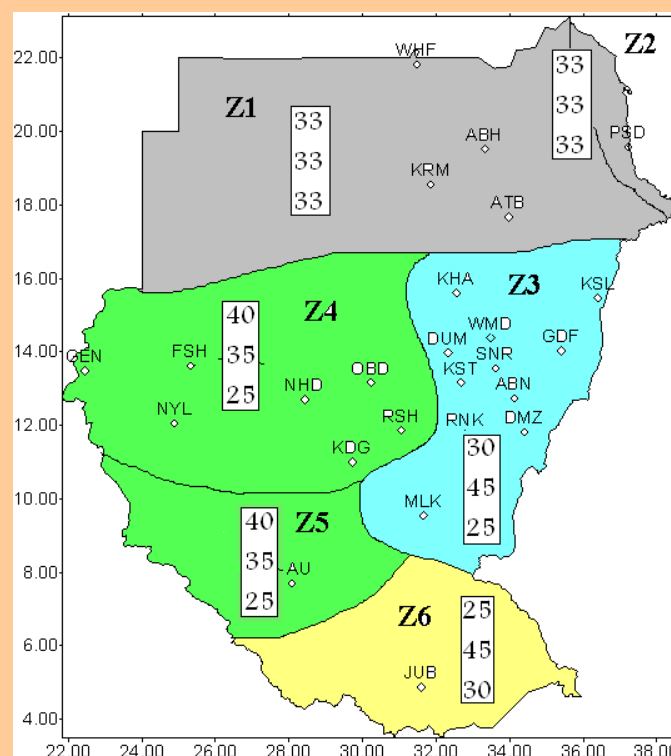 22.00
WHF
Z2
Z1
33
33
33
33
33
33
20.00
ABH
PSD
KRM
18.00
ATB
16.00
KHA
Z3
KSL
Z4
40
35
25
14.00
GEN
FSH
NHD
OBD
DUM
WMD
SNR
GDF
KST
ABN
12.00
NYL
RSH
RNK
DMZ
KDG
30
45
25
10.00
MLK
Z5
40
35
25
8.00
AU
6.00
Z6
25
45
30
JUB
4.00
22.00 24.00 26.00 28.00 30.00 32.00 34.00 36.00 38.00